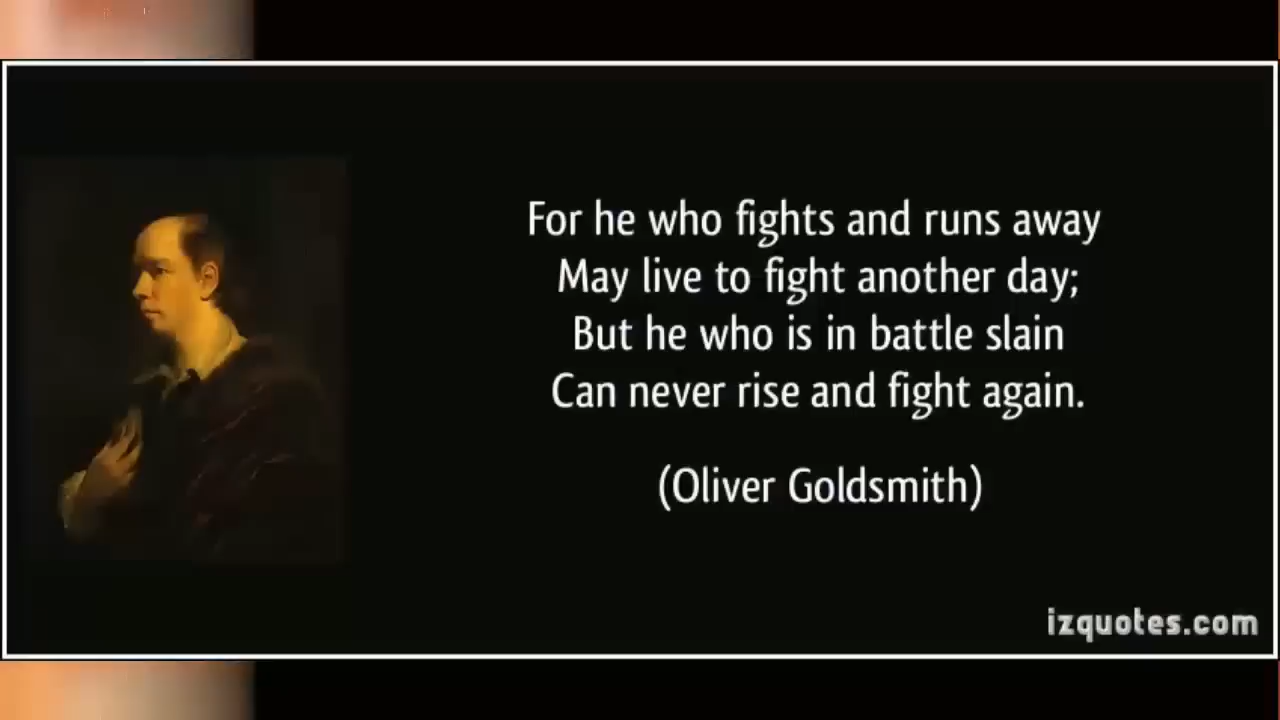 For he who fights and runs away
May live to fight another day;
But he who is in battle slain
Can never rise and fight again.
(Oliver Goldsmith)
izquotes.com